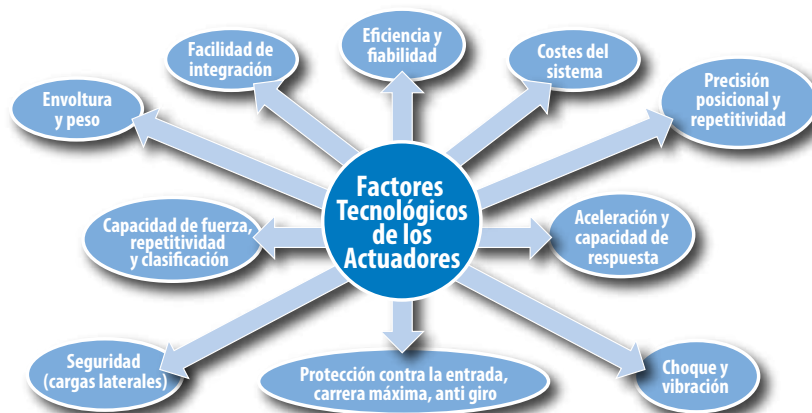 Eficiencia y
fiabilidad
Facilidad de
integración
Costes del
sistema
Envoltura
y peso
Precisión
posicional y
repetitividad
Factores
Tecnológicos
de los
Actuadores
Capacidad de fuerza,
repetitividad
y clasificación
Aceleración y
capacidad de
respuesta
Seguridad
(cargas laterales)
Protección contra la entrada,
carrera máxima, anti giro
Choque y
vibración